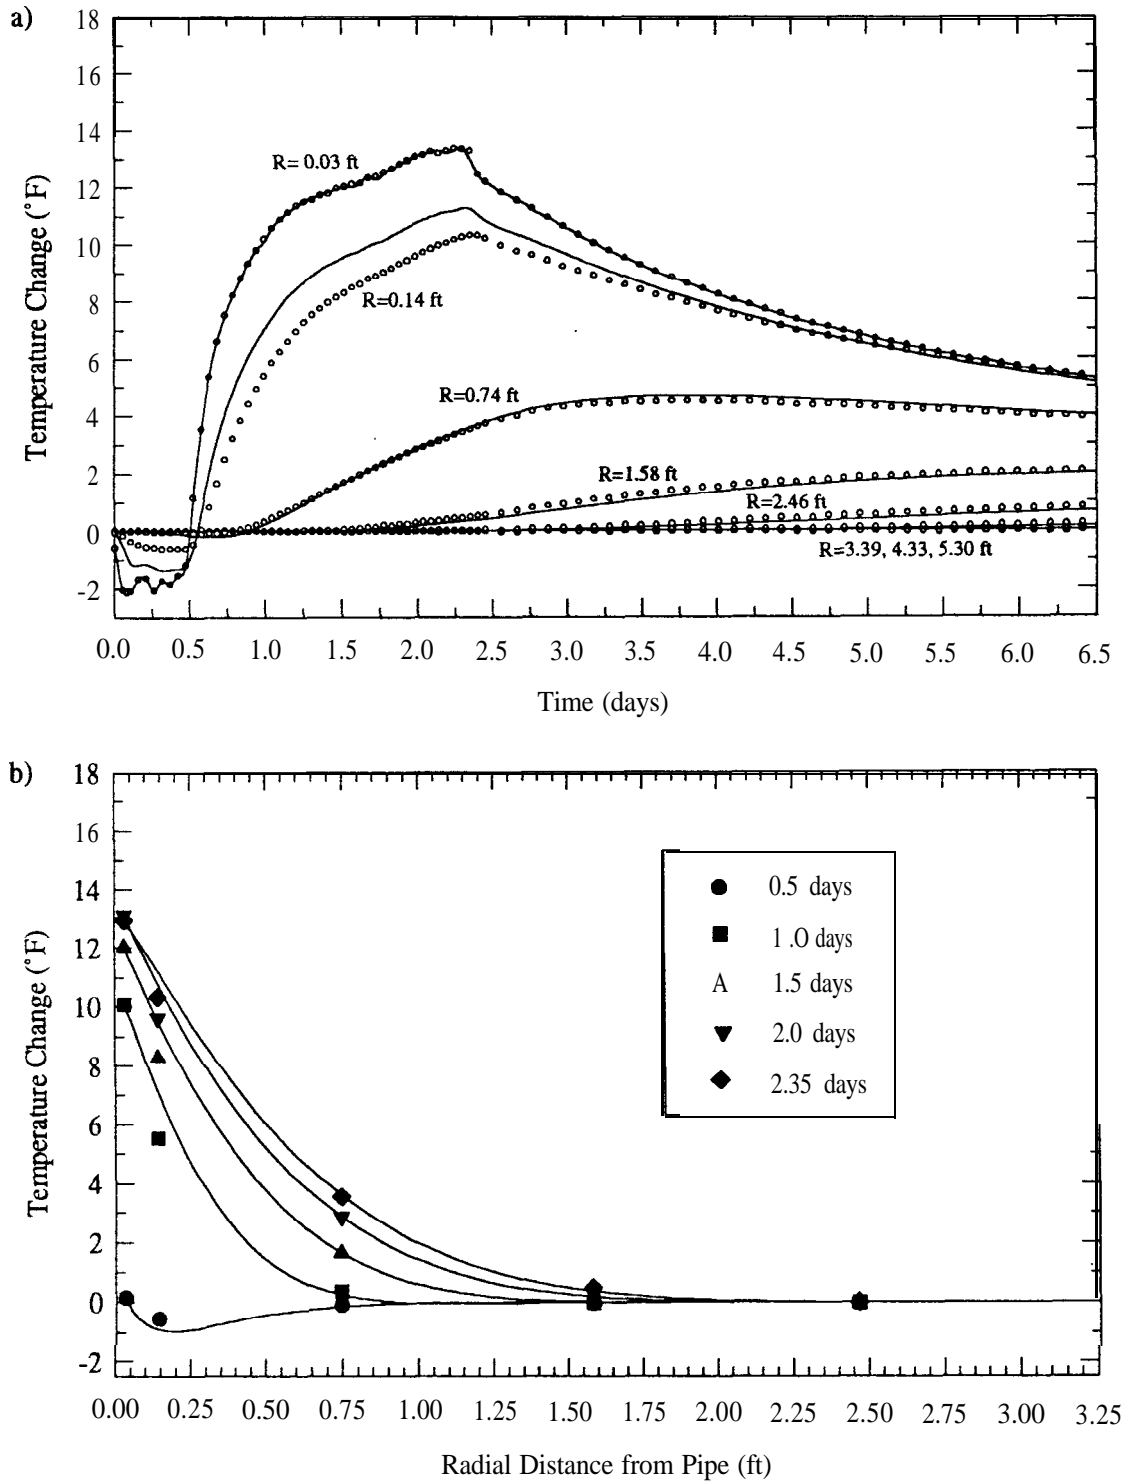 a)
18
16
14
12
10
8
6
4
2
0
-2
Temperature Change (˚F)
R= 0.03 ft
R=0.14 ft
R=0.74 ft
R=1.58 ft
R=2.46 ft
R=3.39, 4.33, 5.30 ft
0.0 0.5 1.0 1.5 2.0 2.5 3.0 3.5 4.0 4.5 5.0 5.5 6.0 6.5
Time (days)
b)
18
16
14
12
10
8
6
4
2
0
-2
Temperature Change (˚F)
0.5 days
1 .0 days
A 1.5 days
2.0 days
2.35 days
0.00 0.25 0.50 0.75 1.00 1.25 1.50 1.75 2.00 2.25 2.50 2.75 3.00 3.25
Radial Distance from Pipe (ft)